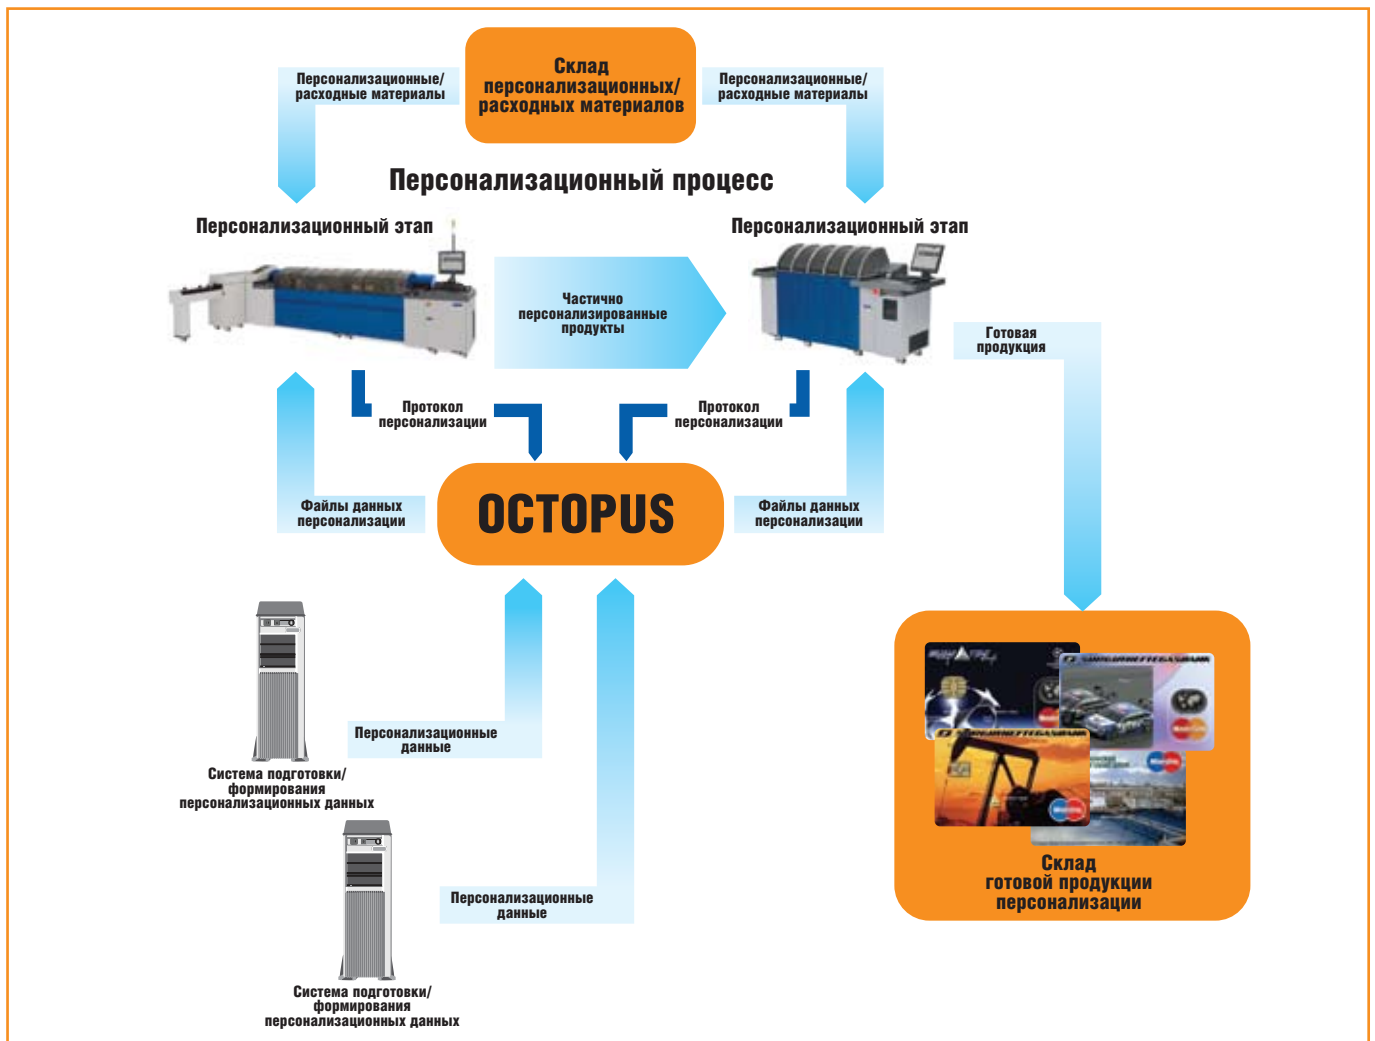 Склад
персонализационных/
расходных материалов
Персонализационные/
расходные материалы
Персонализационные/
расходные материалы
Персонализационный процесс
Персонализационный этап
Персонализационный этап
Частично
персонализированные
продукты
Готовая
продукция
Протокол
персонализации
Протокол
персонализации
OCTOPUS
Файлы данных
персонализации
Файлы данных
персонализации
Персонализационные
данные
Система подготовки/
формирования
персонализационных данных
Персонализационные
данные
Система подготовки/
формирования
персонализационных данных
SURGUTNEFTEGASBANK
SURGUTNEFTEGASBANK
Склад
готовой продукции
персонализации